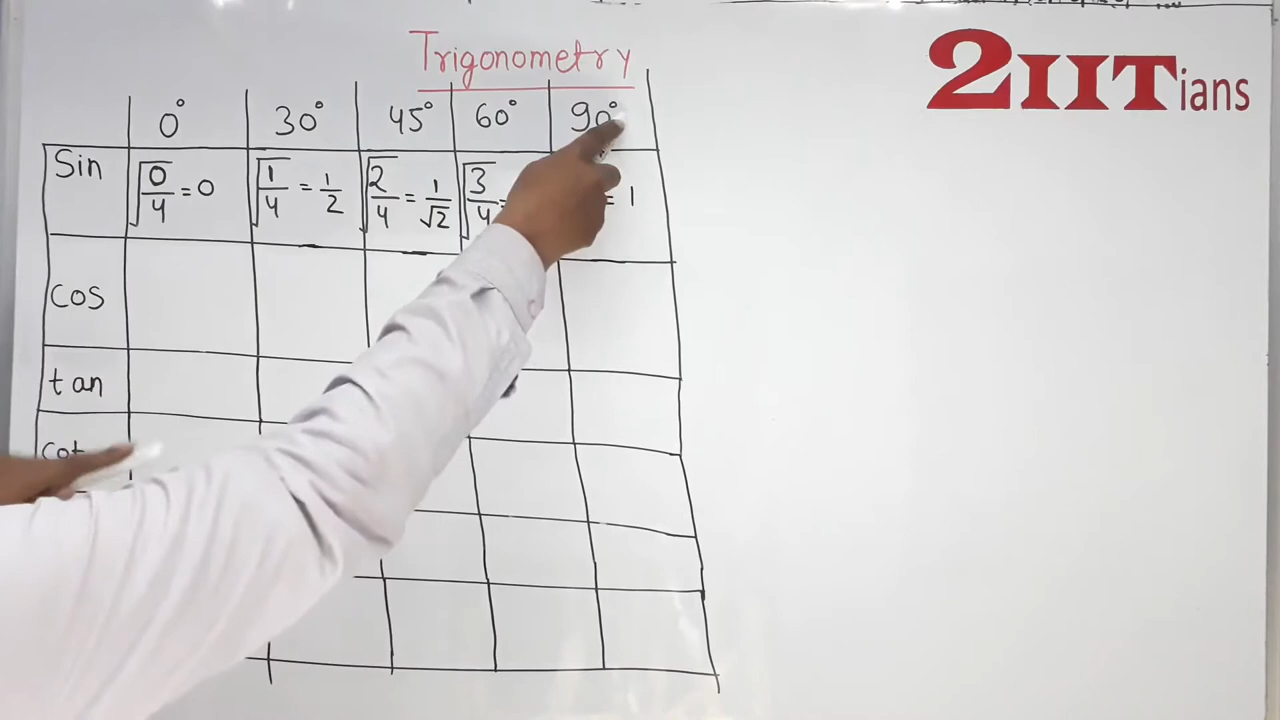 Trigonometry
2IITians
0° 30° 45° 60° 90°
Sin √0/4 = 0 √1/4 = 1/2 √2/4 = 1/√2 √3/4 = = 1
cos
tan
cot